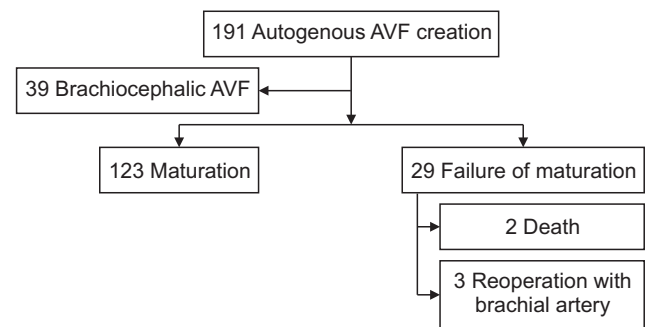 191 Autogenous AVF creation
39 Brachiocephalic AVF
123 Maturation
29 Failure of maturation
2 Death
3 Reoperation with
brachial artery